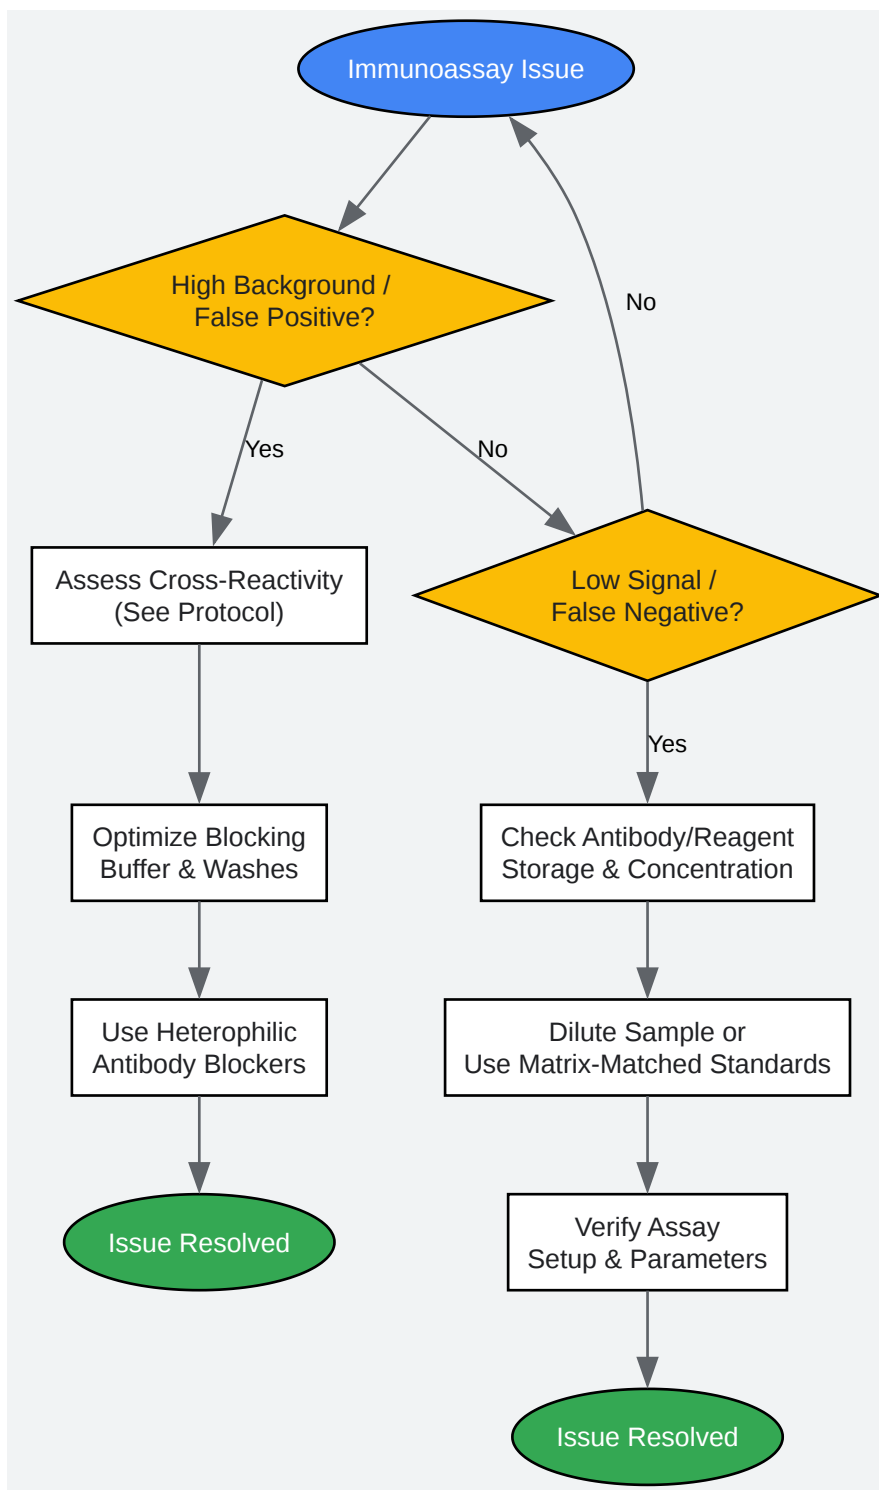 Immunoassay Issue
High Background /
False Positive?
No
Yes
No
Assess Cross-Reactivity
(See Protocol)
Low Signal /
False Negative?
Yes
Optimize Blocking
Buffer & Washes
Check Antibody/Reagent
Storage & Concentration
Use Heterophilic
Antibody Blockers
Dilute Sample or
Use Matrix-Matched Standards
Issue Resolved
Verify Assay
Setup & Parameters
Issue Resolved